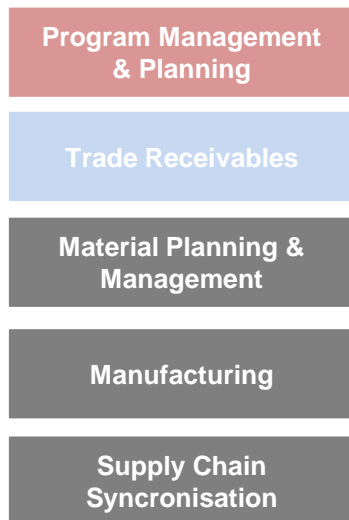 Program Management
& Planning
Trade Receivables
Material Planning &
Management
Manufacturing
Supply Chain
Syncronisation